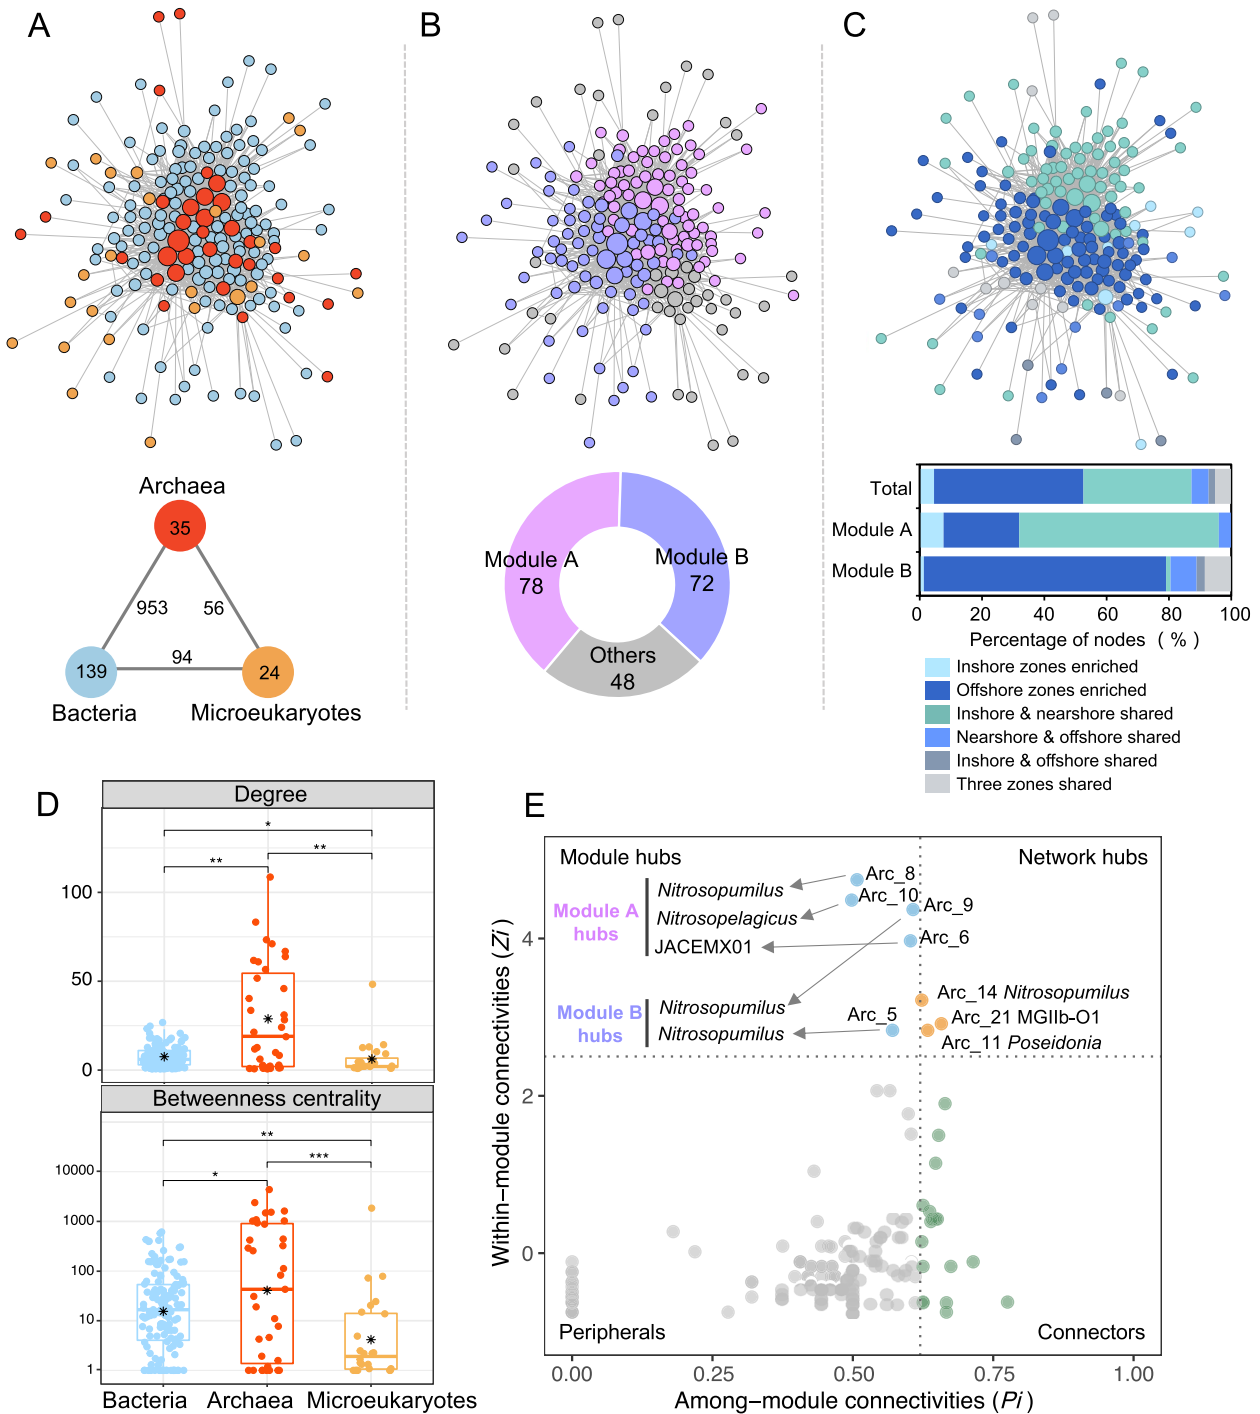 A
B
C
Archaea
35
953
56
94
139
24
Bacteria
Microeukaryotes
Module A
78
Module B
72
Others
48
Total
Module A
Module B
0
20
40
60
80
100
Percentage of nodes ( % )
Inshore zones enriched
Offshore zones enriched
Inshore & nearshore shared
Nearshore & offshore shared
Inshore & offshore shared
Three zones shared
D
Degree
*
**
**
100
50
0
Betweenness centrality
**
***
*
10000
1000
100
10
1
Bacteria
Archaea
Microeukaryotes
E
Module hubs
Network hubs
Module A
hubs
Nitrosopumilus
Nitrosopelagicus
JACEMX01
Arc_8
Arc_10
Arc_9
Arc_6
Module B
hubs
Nitrosopumilus
Nitrosopumilus
Arc_5
Arc_14 Nitrosopumilus
Arc_21 MGIIb-O1
Arc_11 Poseidonia
Peripherals
Connectors
4
2
0
Within-module connectivities (Zi)
0.00
0.25
0.50
0.75
1.00
Among-module connectivities (Pi)